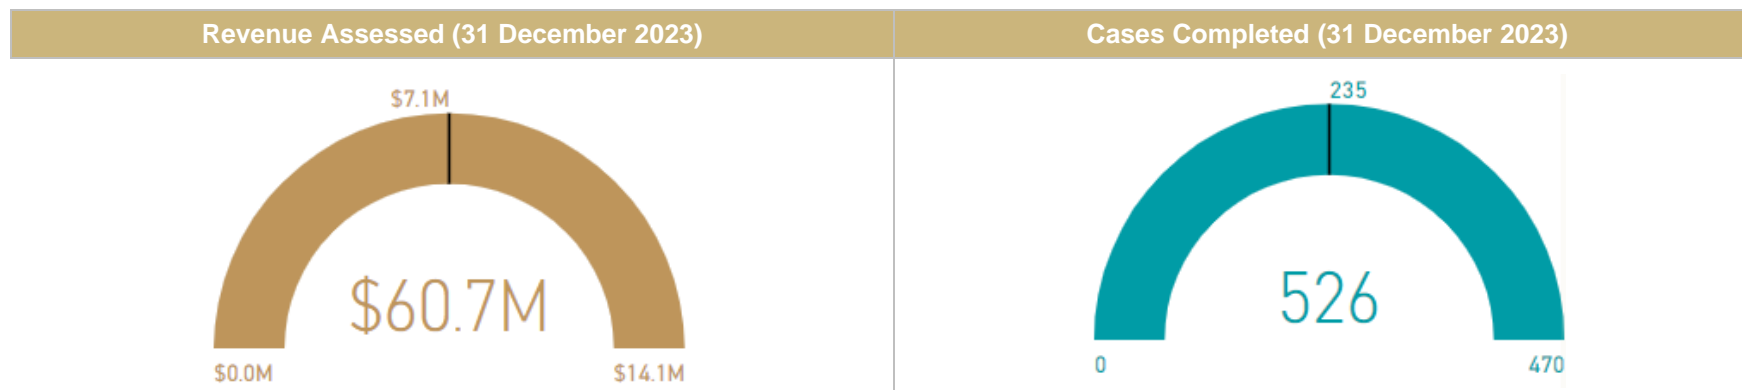 Revenue Assessed (31 December 2023)
Cases Completed (31 December 2023)
$7.1M
$60.7M
$0.0M
$14.1M
235
526
0
470